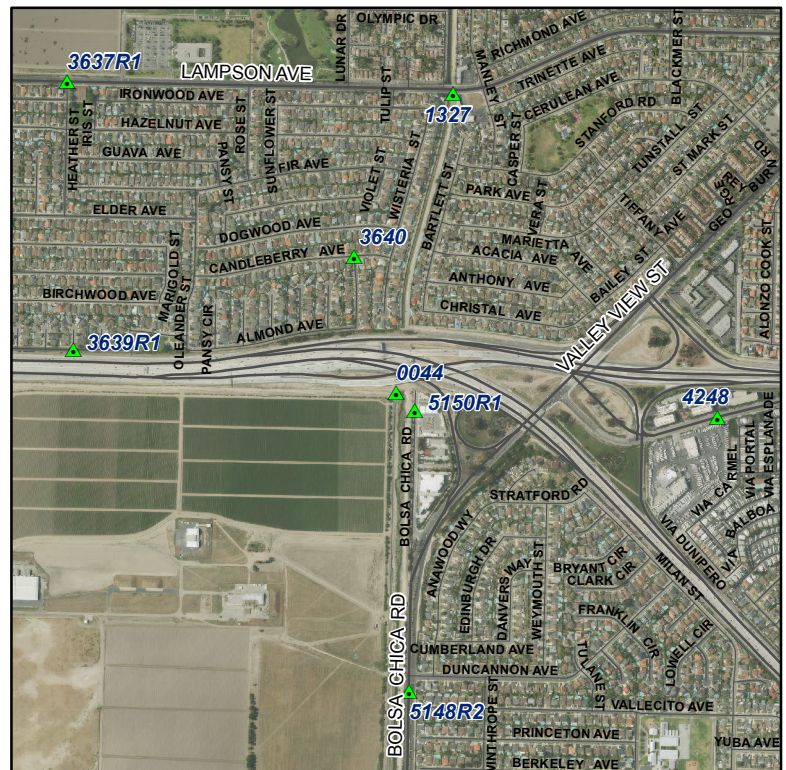 OLYMPIC DR
LUNAR DR
RICHMOND AVE
BLACKMER ST
3637R1
LAMPSON AVE
TULIP ST
MANLEY ST
TRINETTE AVE
IRONWOOD AVE
1327
CERULEAN AVE
HEATHER ST
IRIS ST
HAZELNUT AVE
ROSE ST
SUNFLOWER ST
CASPER ST
STANFORD RD
TUNSTALL ST
ST MARK ST
GUAVA AVE
PANSY ST
FIR AVE
VIOLET ST
WISTERIA ST
BARTLETT ST
PARK AVE
VERA ST
TIFFANY AVE
ELDER AVE
DOGWOOD AVE
3640
MARIETTA AVE
MARIGOLD ST
CANDLEBERRY AVE
ACACIA AVE
BAILEY ST
ALONZO COOK ST
BIRCHWOOD AVE
OLEANDER ST
PANSY CIR
ANTHONY AVE
CHRISTAL AVE
3639R1
ALMOND AVE
VALLEY VIEW ST
0044
5150R1
4248
BOLSA CHICA RD
STRATFORD RD
VIA CARMEL
VIA PORTAL
VIA ESPLANADE
VIA BALBOA
ANAWOOD WY
EDINBURGH DR
DANVERS WAY
WEYMOUTH ST
BRYANT CIR
CLARK CIR
VIA DUNIPERO
MILAN ST
FRANKLIN CIR
LOWELL CIR
BOLSA CHICA RD
CUMBERLAND AVE
DUNCANNON AVE
TULANE ST
5148R2
WINTHROPE ST
VALLECITO AVE
PRINCETON AVE
YUBA AVE
BERKELEY AVE